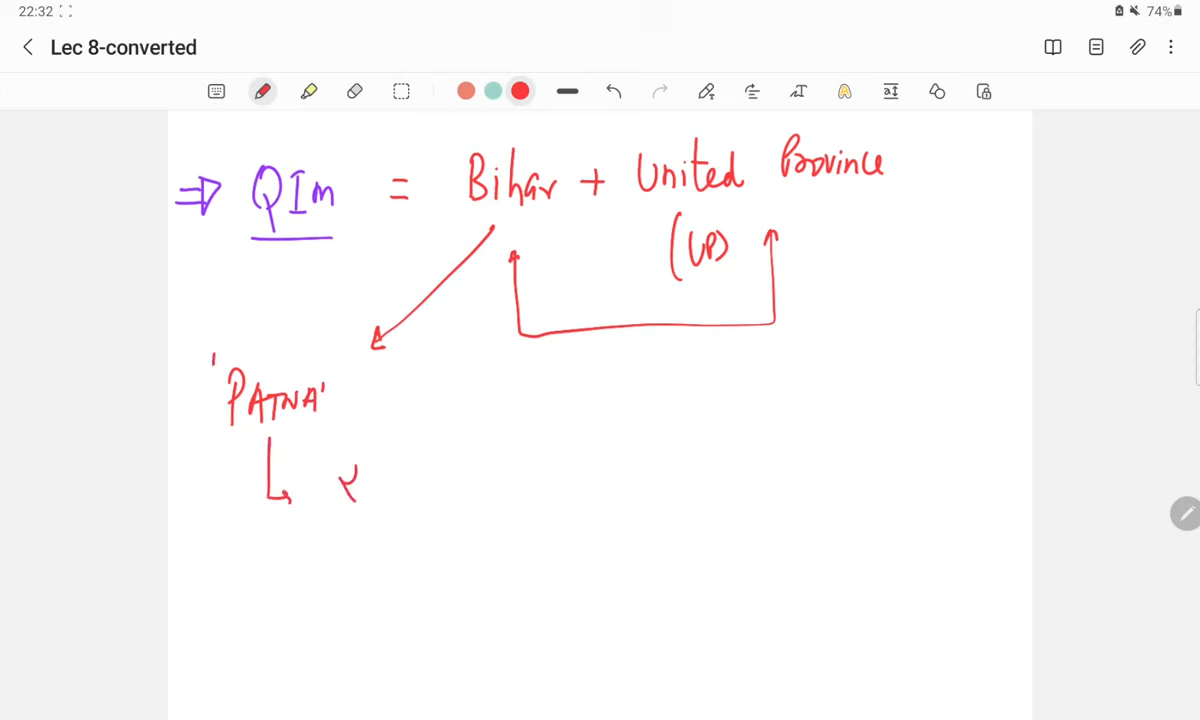 22:32
74%
Lec 8-converted
⇒ QIm = Bihar + United Province
(UP)
'PATNA'